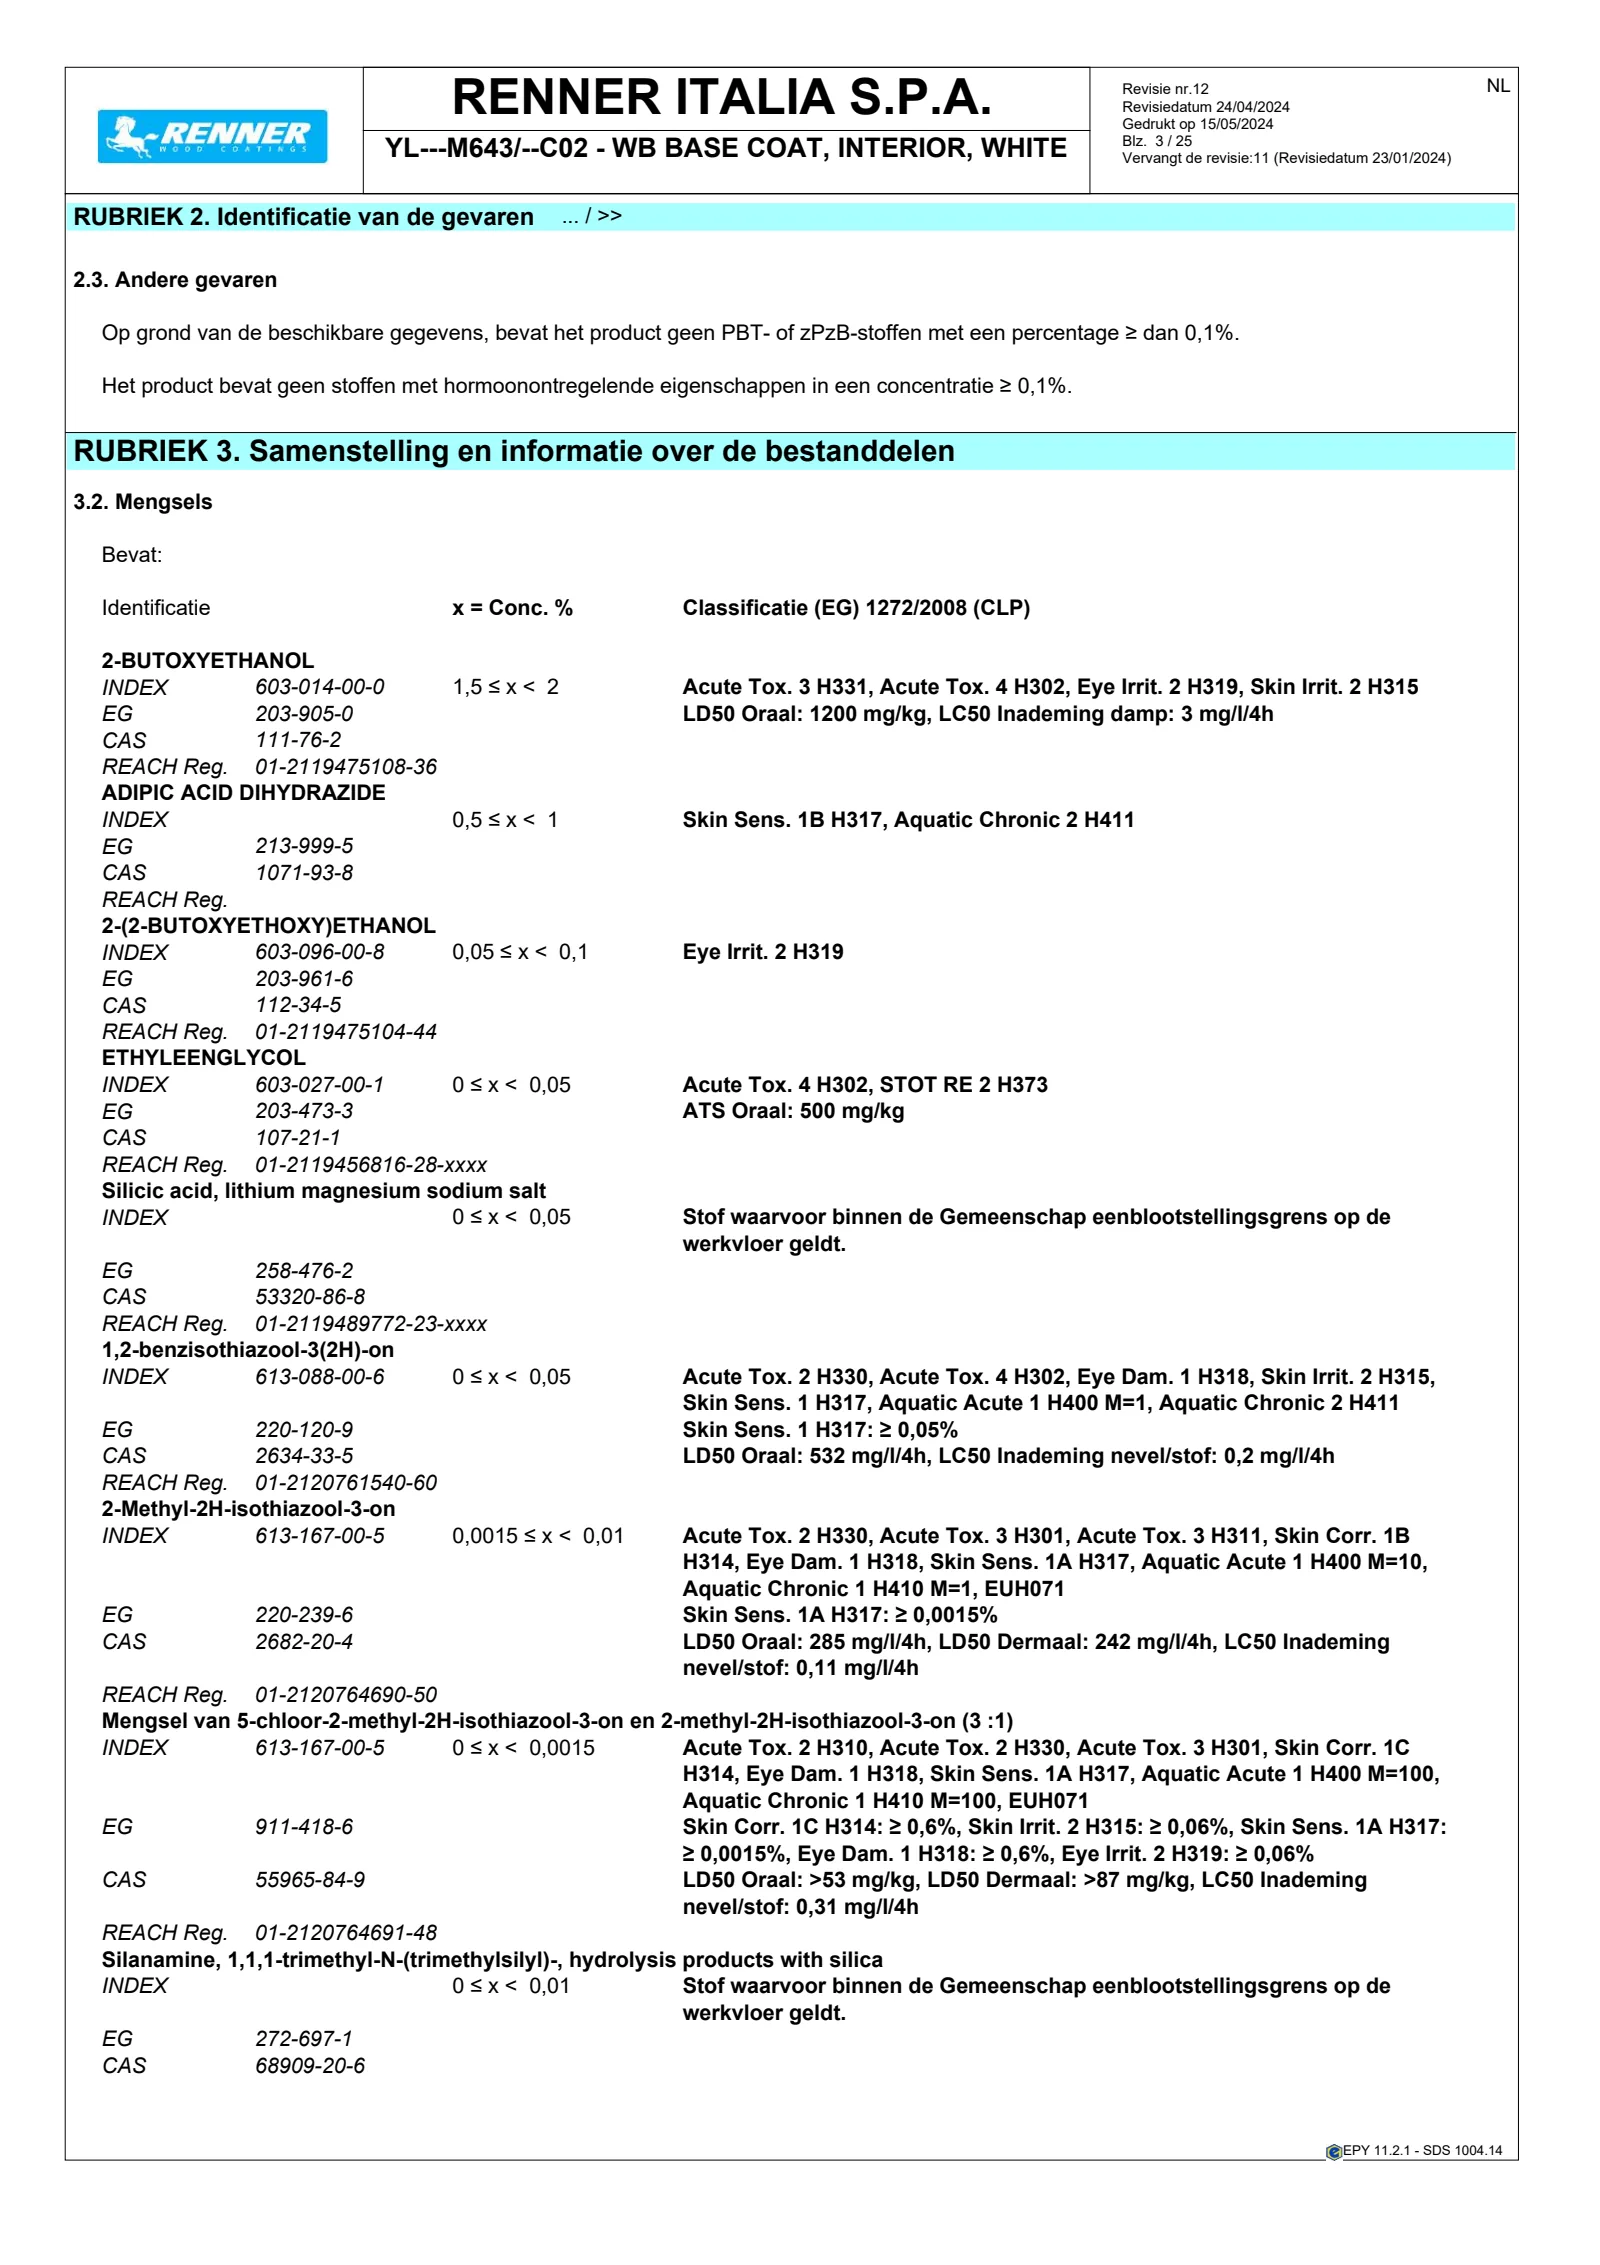 RENNER
WOOD COATINGS
RENNER ITALIA S.P.A.
YL---M643/--C02 - WB BASE COAT, INTERIOR, WHITE
Revisie nr.12
Revisiedatum 24/04/2024
Gedrukt op 15/05/2024
Blz. 3 / 25
Vervangt de revisie:11 (Revisiedatum 23/01/2024)
NL
RUBRIEK 2. Identificatie van de gevaren ... / >>
2.3. Andere gevaren
Op grond van de beschikbare gegevens, bevat het product geen PBT- of zPzB-stoffen met een percentage ≥ dan 0,1%.
Het product bevat geen stoffen met hormoonontregelende eigenschappen in een concentratie ≥ 0,1%.
RUBRIEK 3. Samenstelling en informatie over de bestanddelen
3.2. Mengsels
Bevat:
Identificatie x = Conc. % Classificatie (EG) 1272/2008 (CLP)
2-BUTOXYETHANOL
INDEX 603-014-00-0 1,5 ≤ x < 2 Acute Tox. 3 H331, Acute Tox. 4 H302, Eye Irrit. 2 H319, Skin Irrit. 2 H315
EG 203-905-0 LD50 Oraal: 1200 mg/kg, LC50 Inademing damp: 3 mg/l/4h
CAS 111-76-2
REACH Reg. 01-2119475108-36
ADIPIC ACID DIHYDRAZIDE
INDEX 0,5 ≤ x < 1 Skin Sens. 1B H317, Aquatic Chronic 2 H411
EG 213-999-5
CAS 1071-93-8
REACH Reg.
2-(2-BUTOXYETHOXY)ETHANOL
INDEX 603-096-00-8 0,05 ≤ x < 0,1 Eye Irrit. 2 H319
EG 203-961-6
CAS 112-34-5
REACH Reg. 01-2119475104-44
ETHYLEENGLYCOL
INDEX 603-027-00-1 0 ≤ x < 0,05 Acute Tox. 4 H302, STOT RE 2 H373
EG 203-473-3 ATS Oraal: 500 mg/kg
CAS 107-21-1
REACH Reg. 01-2119456816-28-xxxx
Silicic acid, lithium magnesium sodium salt
INDEX 0 ≤ x < 0,05 Stof waarvoor binnen de Gemeenschap eenblootstellingsgrens op de
werkvloer geldt.
EG 258-476-2
CAS 53320-86-8
REACH Reg. 01-2119489772-23-xxxx
1,2-benzisothiazool-3(2H)-on
INDEX 613-088-00-6 0 ≤ x < 0,05 Acute Tox. 2 H330, Acute Tox. 4 H302, Eye Dam. 1 H318, Skin Irrit. 2 H315,
Skin Sens. 1 H317, Aquatic Acute 1 H400 M=1, Aquatic Chronic 2 H411
EG 220-120-9 Skin Sens. 1 H317: ≥ 0,05%
CAS 2634-33-5 LD50 Oraal: 532 mg/l/4h, LC50 Inademing nevel/stof: 0,2 mg/l/4h
REACH Reg. 01-2120761540-60
2-Methyl-2H-isothiazool-3-on
INDEX 613-167-00-5 0,0015 ≤ x < 0,01 Acute Tox. 2 H330, Acute Tox. 3 H301, Acute Tox. 3 H311, Skin Corr. 1B
H314, Eye Dam. 1 H318, Skin Sens. 1A H317, Aquatic Acute 1 H400 M=10,
Aquatic Chronic 1 H410 M=1, EUH071
EG 220-239-6 Skin Sens. 1A H317: ≥ 0,0015%
CAS 2682-20-4 LD50 Oraal: 285 mg/l/4h, LD50 Dermaal: 242 mg/l/4h, LC50 Inademing
nevel/stof: 0,11 mg/l/4h
REACH Reg. 01-2120764690-50
Mengsel van 5-chloor-2-methyl-2H-isothiazool-3-on en 2-methyl-2H-isothiazool-3-on (3 :1)
INDEX 613-167-00-5 0 ≤ x < 0,0015 Acute Tox. 2 H310, Acute Tox. 2 H330, Acute Tox. 3 H301, Skin Corr. 1C
H314, Eye Dam. 1 H318, Skin Sens. 1A H317, Aquatic Acute 1 H400 M=100,
Aquatic Chronic 1 H410 M=100, EUH071
EG 911-418-6 Skin Corr. 1C H314: ≥ 0,6%, Skin Irrit. 2 H315: ≥ 0,06%, Skin Sens. 1A H317:
≥ 0,0015%, Eye Dam. 1 H318: ≥ 0,6%, Eye Irrit. 2 H319: ≥ 0,06%
CAS 55965-84-9 LD50 Oraal: >53 mg/kg, LD50 Dermaal: >87 mg/kg, LC50 Inademing
nevel/stof: 0,31 mg/l/4h
REACH Reg. 01-2120764691-48
Silanamine, 1,1,1-trimethyl-N-(trimethylsilyl)-, hydrolysis products with silica
INDEX 0 ≤ x < 0,01 Stof waarvoor binnen de Gemeenschap eenblootstellingsgrens op de
werkvloer geldt.
EG 272-697-1
CAS 68909-20-6
EPY 11.2.1 - SDS 1004.14